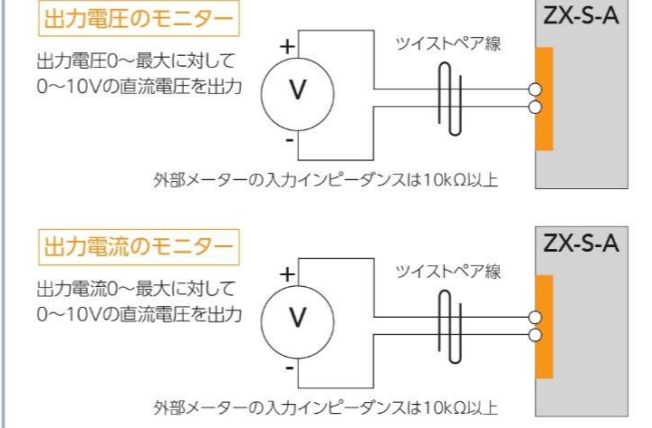 出力電圧のモニター
ZX-S-A
出力電圧0〜最大に対して
0〜10Vの直流電圧を出力
+
V
-
ツイストペア線
外部メーターの入力インピーダンスは10kΩ以上
出力電流のモニター
ZX-S-A
出力電流0〜最大に対して
0〜10Vの直流電圧を出力
+
V
-
ツイストペア線
外部メーターの入力インピーダンスは10kΩ以上